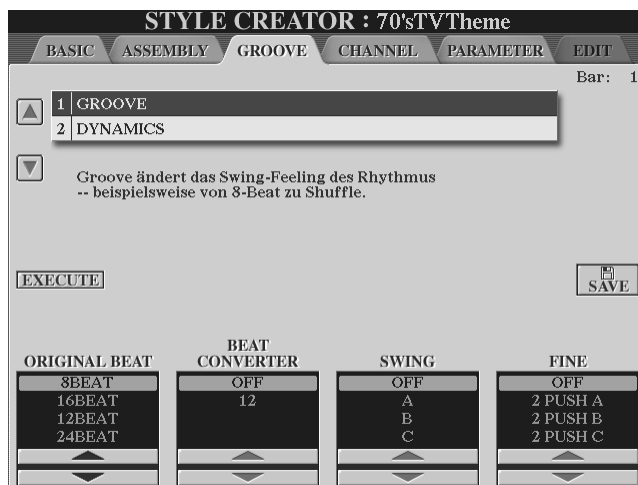 STYLE CREATOR : 70'sTVTheme
BASIC ASSEMBLY GROOVE CHANNEL PARAMETER EDIT
Bar: 1
1 GROOVE
2 DYNAMICS
Groove ändert das Swing-Feeling des Rhythmus
-- beispielsweise von 8-Beat zu Shuffle.
EXECUTE
SAVE
ORIGINAL BEAT
8BEAT
16BEAT
12BEAT
24BEAT
BEAT
CONVERTER
OFF
12
SWING
OFF
A
B
C
FINE
OFF
2 PUSH A
2 PUSH B
2 PUSH C